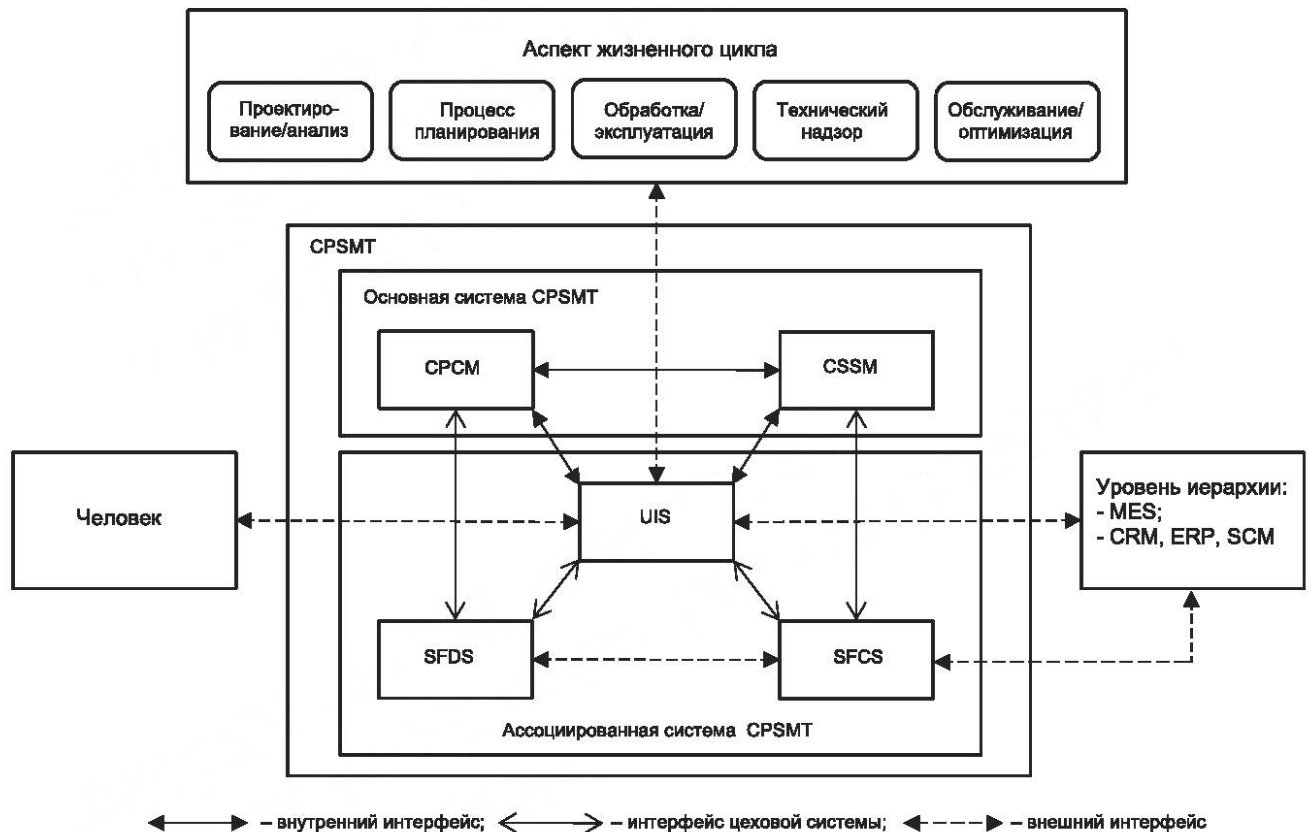 Аспект жизненного цикла
Проектиро-
вание/анализ
Процесс
планирования
Обработка/
эксплуатация
Технический
надзор
Обслуживание/
оптимизация
CPSMT
Основная система CPSMT
CPCM
CSSM
Человек
UIS
Уровень иерархии:
- MES;
- CRM, ERP, SCM
SFDS
SFCS
Ассоциированная система CPSMT
– внутренний интерфейс;
– интерфейс цеховой системы;
– внешний интерфейс